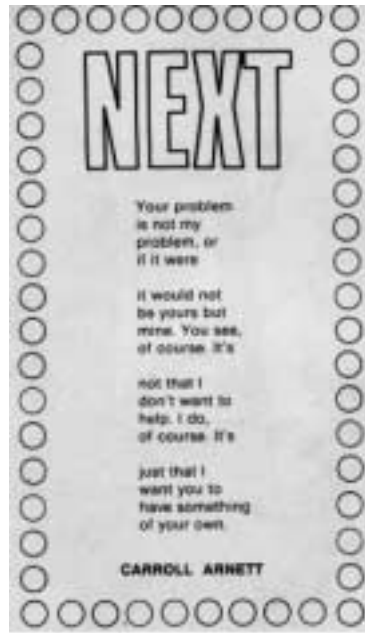 NEXT
Your problem
is not my
problem, or
if it were
it would not
be yours but
mine. You see,
of course. It's
not that I
don't want to
help. I do,
of course. It's
just that I
want you to
have something
of your own.
CARROLL ARNETT